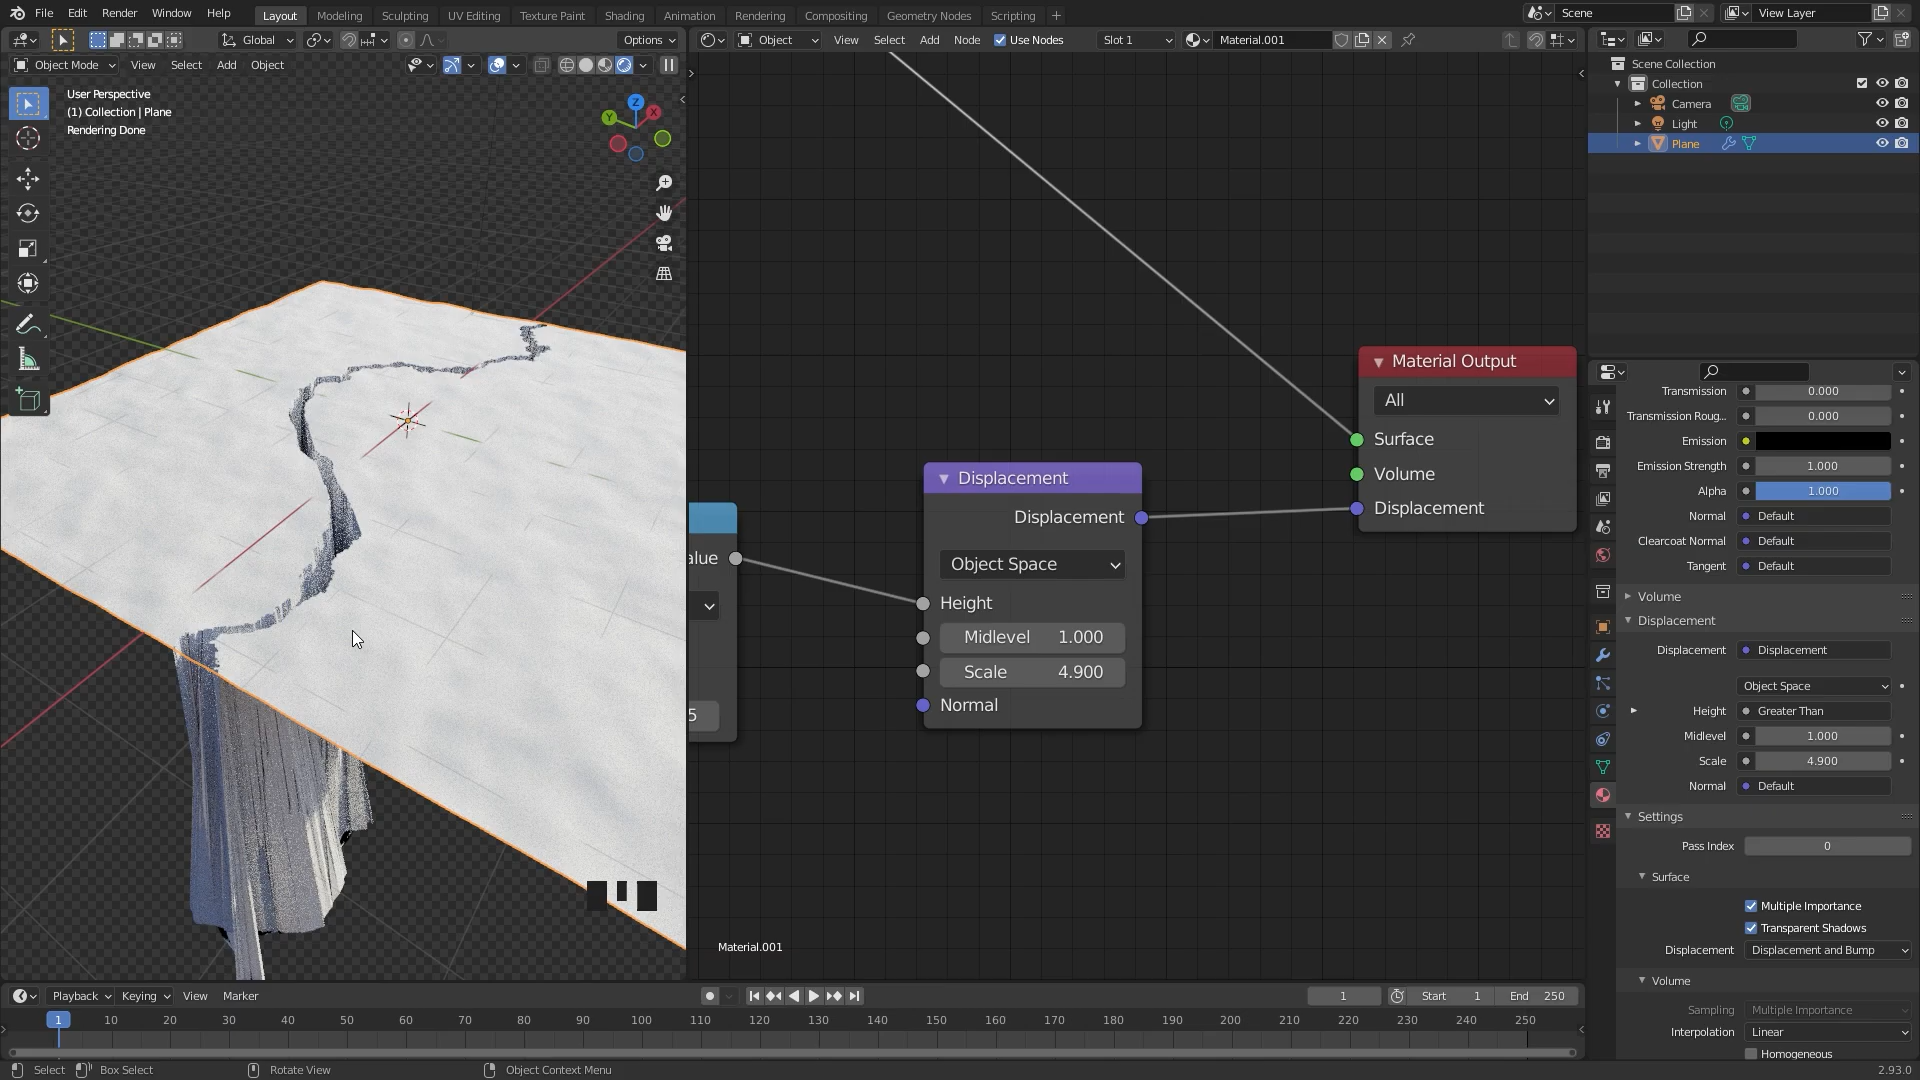 File Edit Render Window Help Layout Modeling Sculpting UV Editing Texture Paint Shading Animation Rendering Compositing Geometry Nodes Scripting Scene View Layer
Global Options Object View Select Add Node Use Nodes Slot 1 Material.001
Object Mode View Select Add Object
User Perspective
(1) Collection | Plane
Rendering Done
Z
Y
X
Scene Collection
Collection
Camera
Light
Plane
Material Output
All
Surface
Volume
Displacement
Displacement
Displacement
Object Space
Height
Midlevel 1.000
Scale 4.900
Normal
alue
5
Material.001
Transmission 0.000
Transmission Roug... 0.000
Emission
Emission Strength 1.000
Alpha 1.000
Normal Default
Clearcoat Normal Default
Tangent Default
Volume
Displacement
Displacement Displacement
Object Space
Height Greater Than
Midlevel 1.000
Scale 4.900
Normal Default
Settings
Pass Index 0
Surface
Multiple Importance
Transparent Shadows
Displacement Displacement and Bump
Volume
Sampling Multiple Importance
Interpolation Linear
Homogeneous
Playback Keying View Marker 1 Start 1 End 250
1 10 20 30 40 50 60 70 80 90 100 110 120 130 140 150 160 170 180 190 200 210 220 230 240 250
Select Box Select Rotate View Object Context Menu 2.93.0